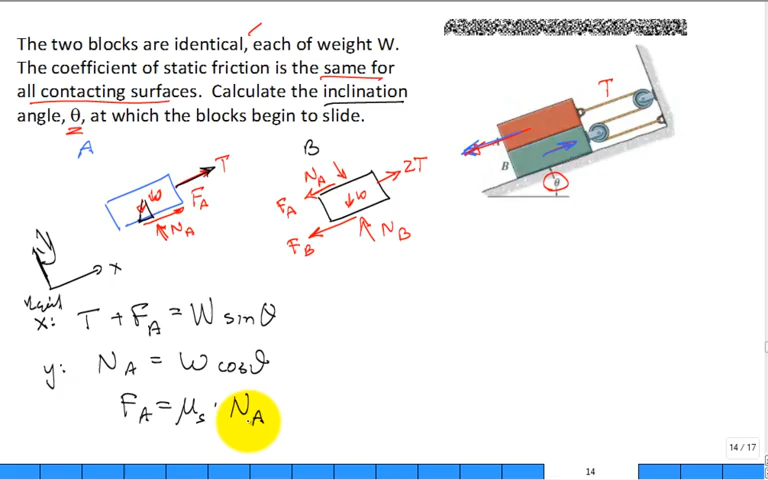 The two blocks are identical, each of weight W.
The coefficient of static friction is the same for
all contacting surfaces. Calculate the inclination
angle, θ, at which the blocks begin to slide.
T
B
θ
A
T
W
F_A
N_A
B
N_A
2T
W
F_A
F_B
N_B
x
x: T + F_A = W sinθ
y: N_A = W cosθ
F_A = μ_s · N_A
14 / 17
14